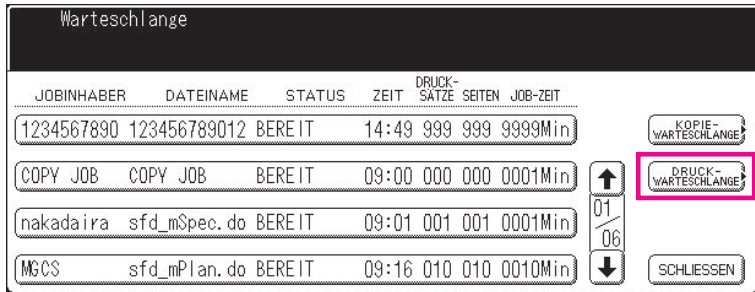 Warteschlange
JOBINHABER DATEINAME STATUS ZEIT DRUCK-SÄTZE SEITEN JOB-ZEIT
1234567890 123456789012 BEREIT 14:49 999 999 9999Min
KOPIE-WARTESCHLANGE
COPY JOB COPY JOB BEREIT 09:00 000 000 0001Min
DRUCK-WARTESCHLANGE
nakadaira sfd_mSpec.do BEREIT 09:01 001 001 0001Min
01/06
MGCS sfd_mPlan.do BEREIT 09:16 010 010 0010Min
SCHLIESSEN